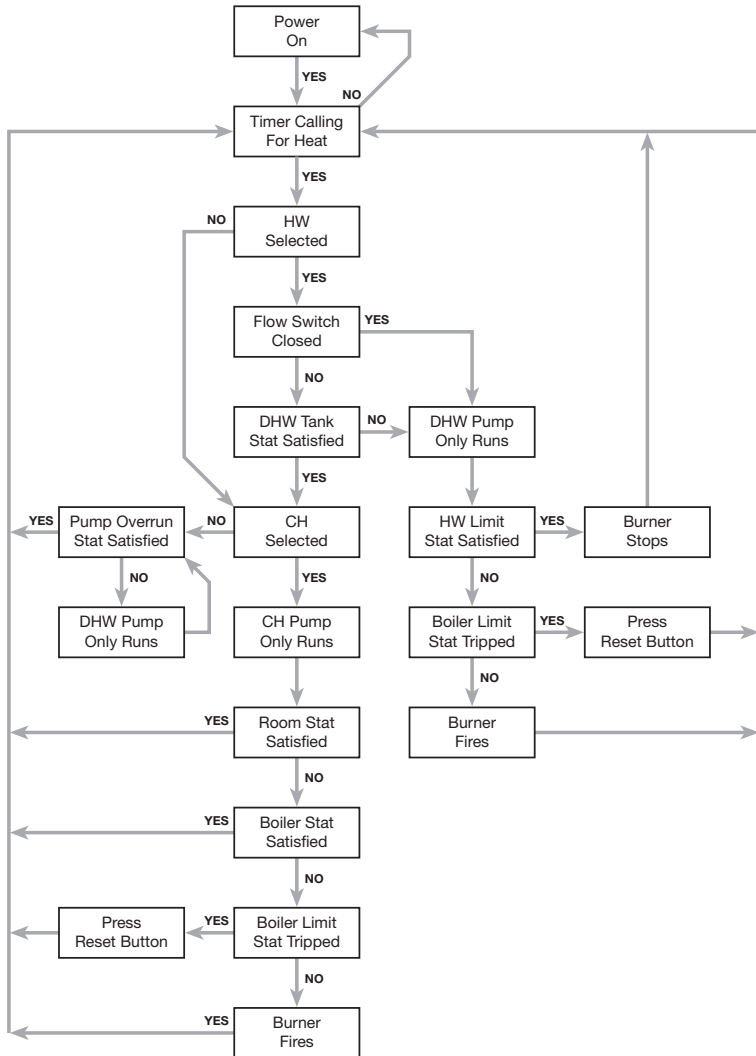 Power
On
YES
NO
Timer Calling
For Heat
YES
NO
HW
Selected
YES
Flow Switch
Closed
YES
NO
DHW Tank
Stat Satisfied
NO
DHW Pump
Only Runs
YES
YES
Pump Overrun
Stat Satisfied
NO
CH
Selected
HW Limit
Stat Satisfied
YES
Burner
Stops
NO
YES
NO
DHW Pump
Only Runs
CH Pump
Only Runs
Boiler Limit
Stat Tripped
YES
Press
Reset Button
NO
YES
Room Stat
Satisfied
Burner
Fires
NO
YES
Boiler Stat
Satisfied
NO
Press
Reset Button
YES
Boiler Limit
Stat Tripped
NO
YES
Burner
Fires